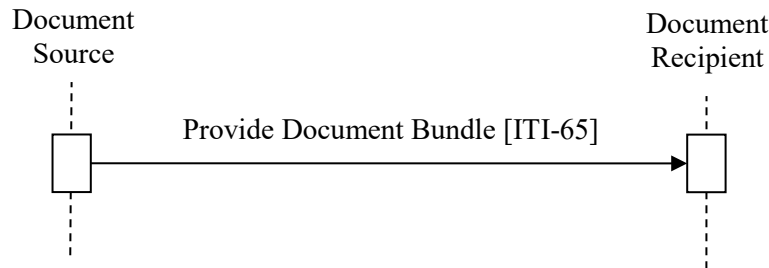 Document
Source
Document
Recipient
Provide Document Bundle [ITI-65]